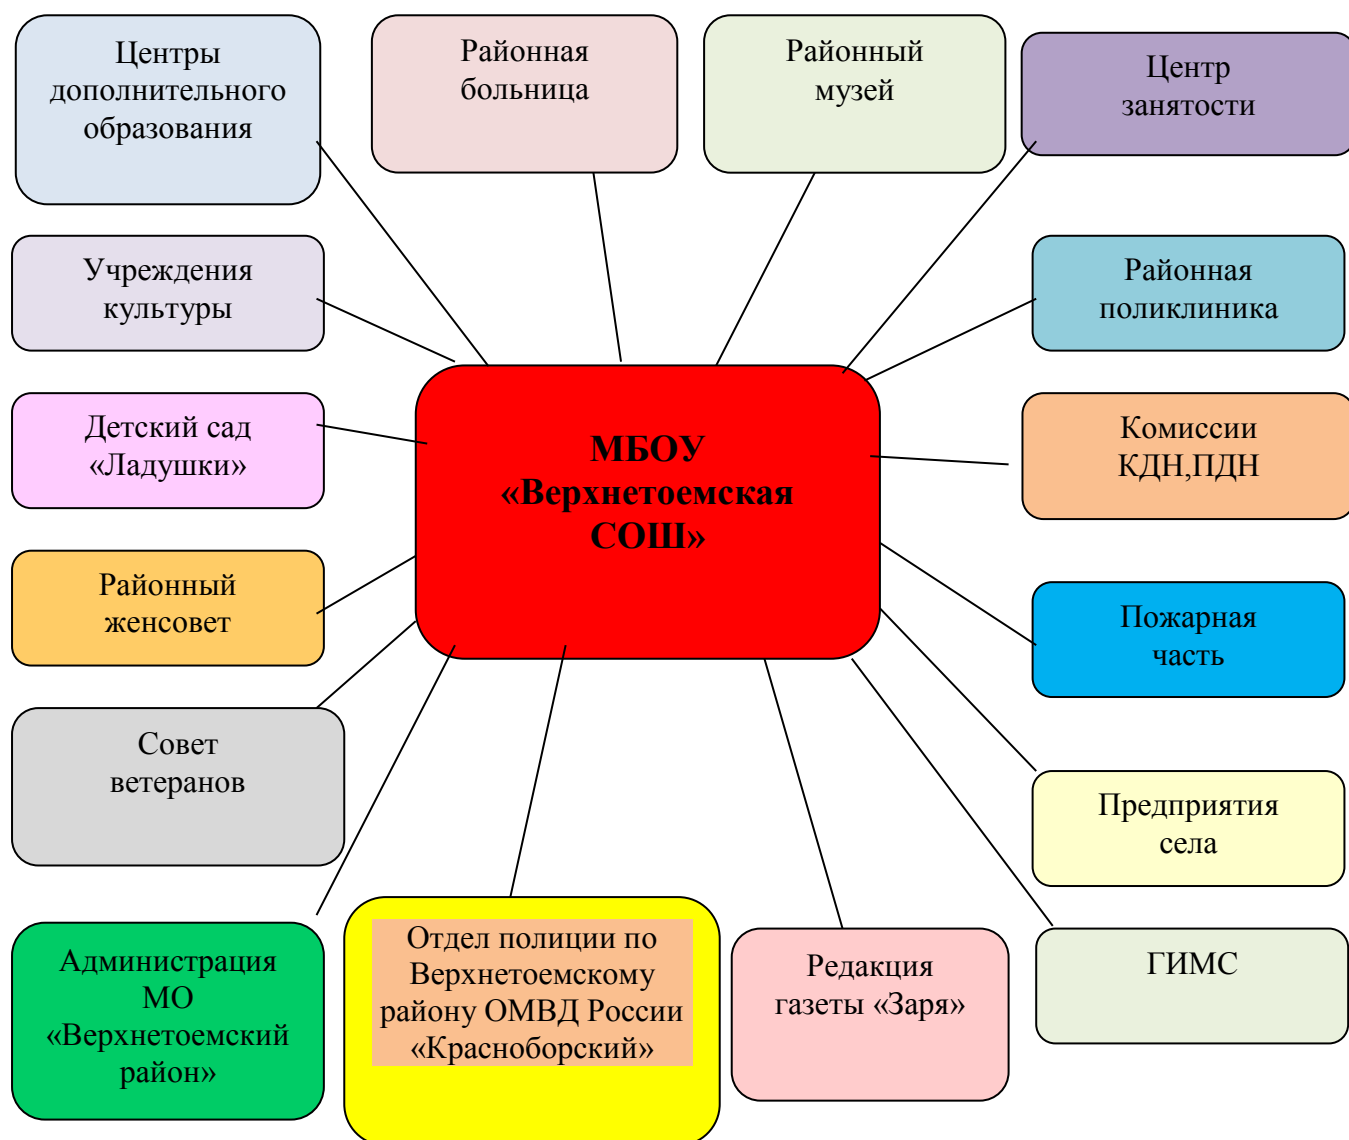 Центры
дополнительного
образования
Районная
больница
Районный
музей
Центр
занятости
Учреждения
культуры
Районная
поликлиника
Детский сад
«Ладушки»
МБОУ
«Верхнетоемская
СОШ»
Комиссии
КДН,ПДН
Районный
женсовет
Пожарная
часть
Совет
ветеранов
Предприятия
села
Администрация
МО
«Верхнетоемский
район»
Отдел полиции по
Верхнетоемскому
району ОМВД России
«Красноборский»
Редакция
газеты «Заря»
ГИМС